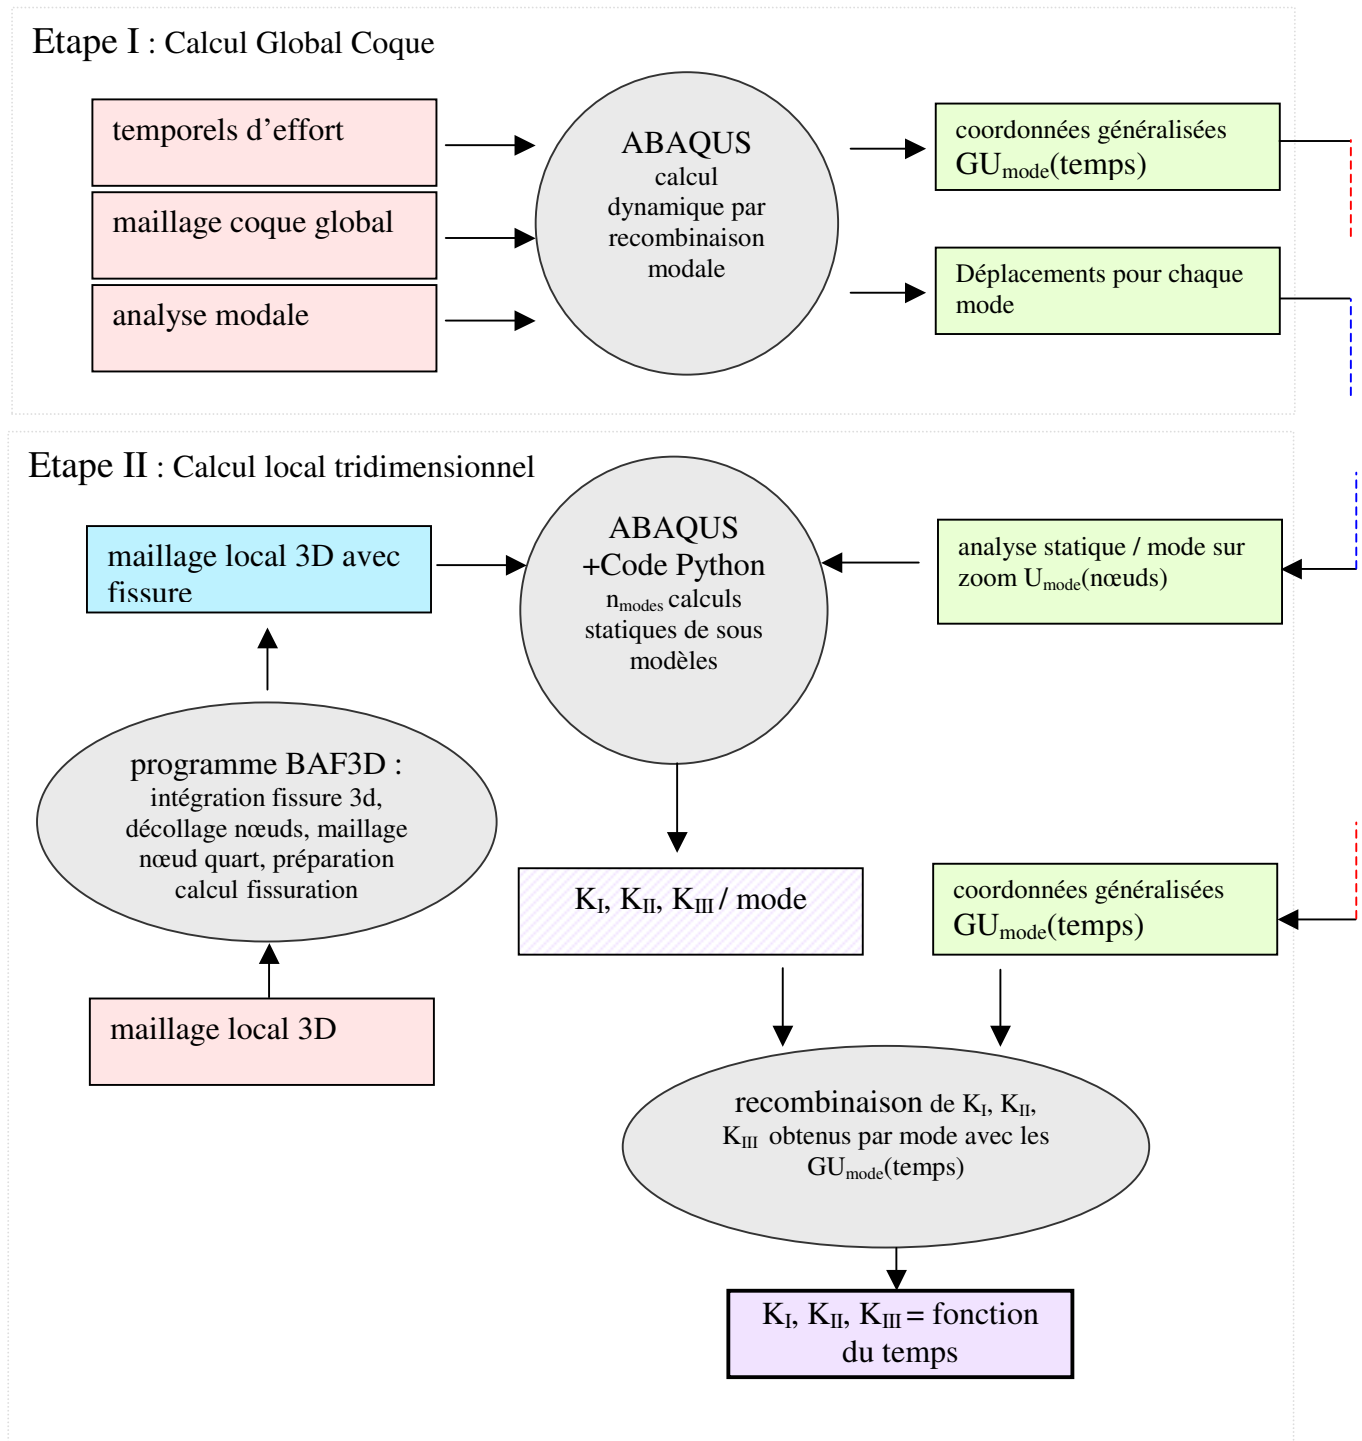 Etape I : Calcul Global Coque
temporels d’effort
maillage coque global
analyse modale
ABAQUS
calcul
dynamique par
recombinaison
modale
coordonnées généralisées
GUmode(temps)
Déplacements pour chaque
mode
Etape II : Calcul local tridimensionnel
maillage local 3D avec
fissure
ABAQUS
+Code Python
nmodes calculs
statiques de sous
modèles
analyse statique / mode sur
zoom Umode(nœuds)
programme BAF3D :
intégration fissure 3d,
décollage nœuds, maillage
nœud quart, préparation
calcul fissuration
maillage local 3D
KI, KII, KIII / mode
coordonnées généralisées
GUmode(temps)
recombinaison de KI, KII,
KIII obtenus par mode avec les
GUmode(temps)
KI, KII, KIII = fonction
du temps